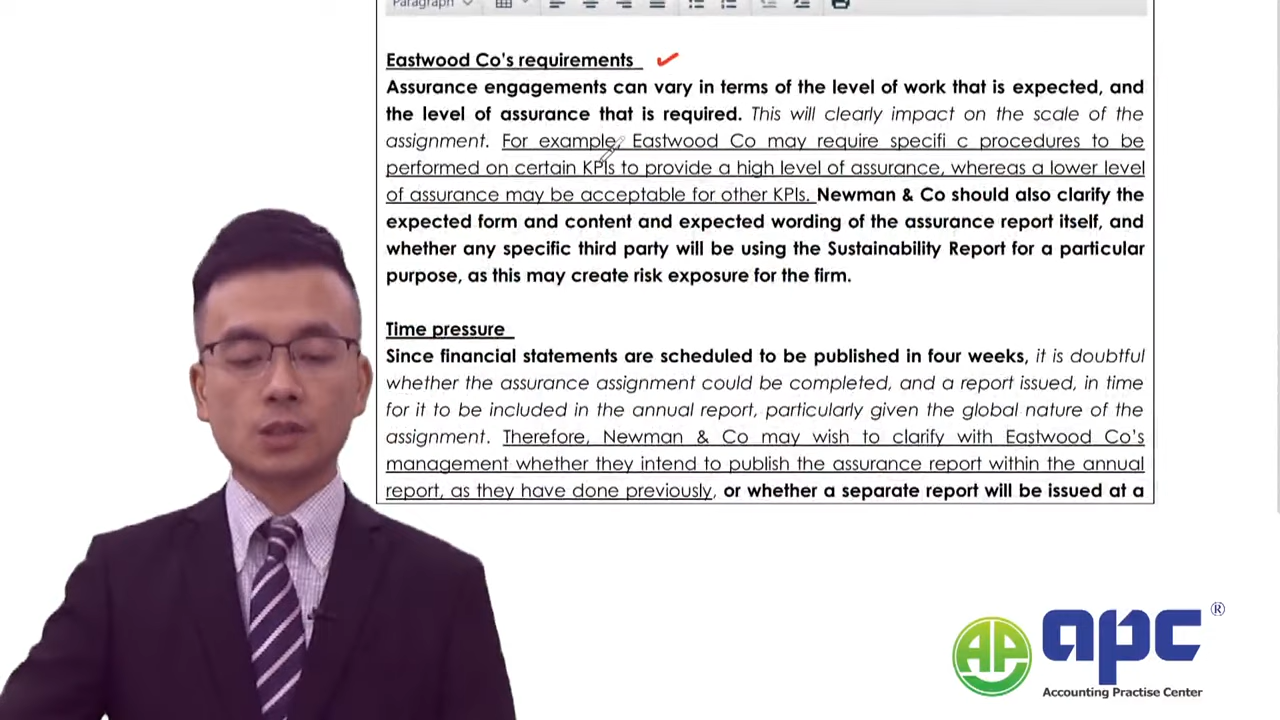 Paragraph
Eastwood Co's requirements
Assurance engagements can vary in terms of the level of work that is expected, and
the level of assurance that is required. This will clearly impact on the scale of the
assignment. For example, Eastwood Co may require specifi c procedures to be
performed on certain KPIs to provide a high level of assurance, whereas a lower level
of assurance may be acceptable for other KPIs. Newman & Co should also clarify the
expected form and content and expected wording of the assurance report itself, and
whether any specific third party will be using the Sustainability Report for a particular
purpose, as this may create risk exposure for the firm.
Time pressure
Since financial statements are scheduled to be published in four weeks, it is doubtful
whether the assurance assignment could be completed, and a report issued, in time
for it to be included in the annual report, particularly given the global nature of the
assignment. Therefore, Newman & Co may wish to clarify with Eastwood Co's
management whether they intend to publish the assurance report within the annual
report, as they have done previously, or whether a separate report will be issued at a
AP apc ®
Accounting Practise Center